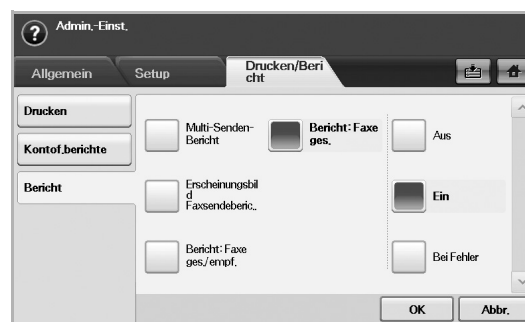 Admin.-Einst.
Allgemein
Setup
Drucken/Beri
cht
Drucken
Kontof.berichte
Bericht
Multi-Senden-
Bericht
Bericht: Faxe
ges.
Aus
Erscheinungsbil
d
Faxsendeberic..
Ein
Bericht: Faxe
ges./empf.
Bei Fehler
OK
Abbr.